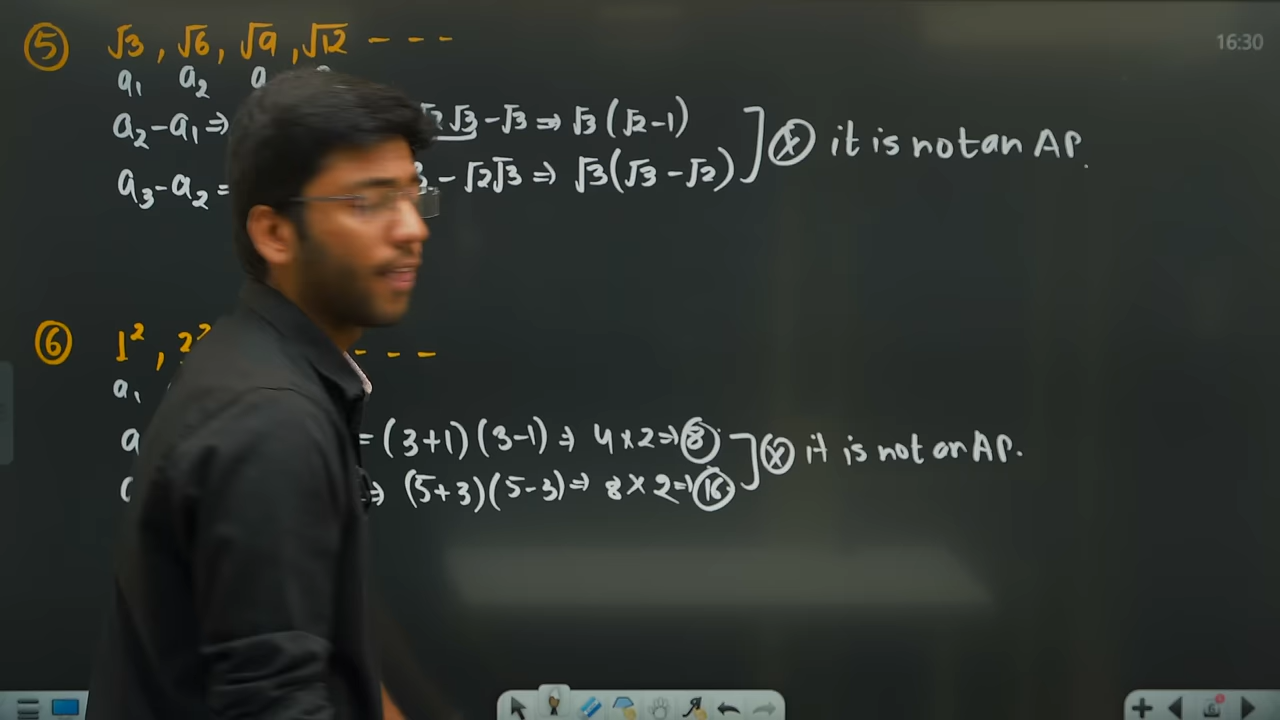 ⑤ √3 , √6 , √9 , √12 - - -
a₁ a₂ a
a₂-a₁ ⇒ √2√3 - √3 ⇒ √3(√2-1)
⊗ it is not an AP.
a₃-a₂ = - √2√3 ⇒ √3(√3-√2)
16:30
⑥ 1² , 3² - - -
a₁
a = (3+1)(3-1) ⇒ 4×2 ⇒ 8
⊗ it is not an AP.
⇒ (5+3)(5-3) ⇒ 8×2 ⇒ 16